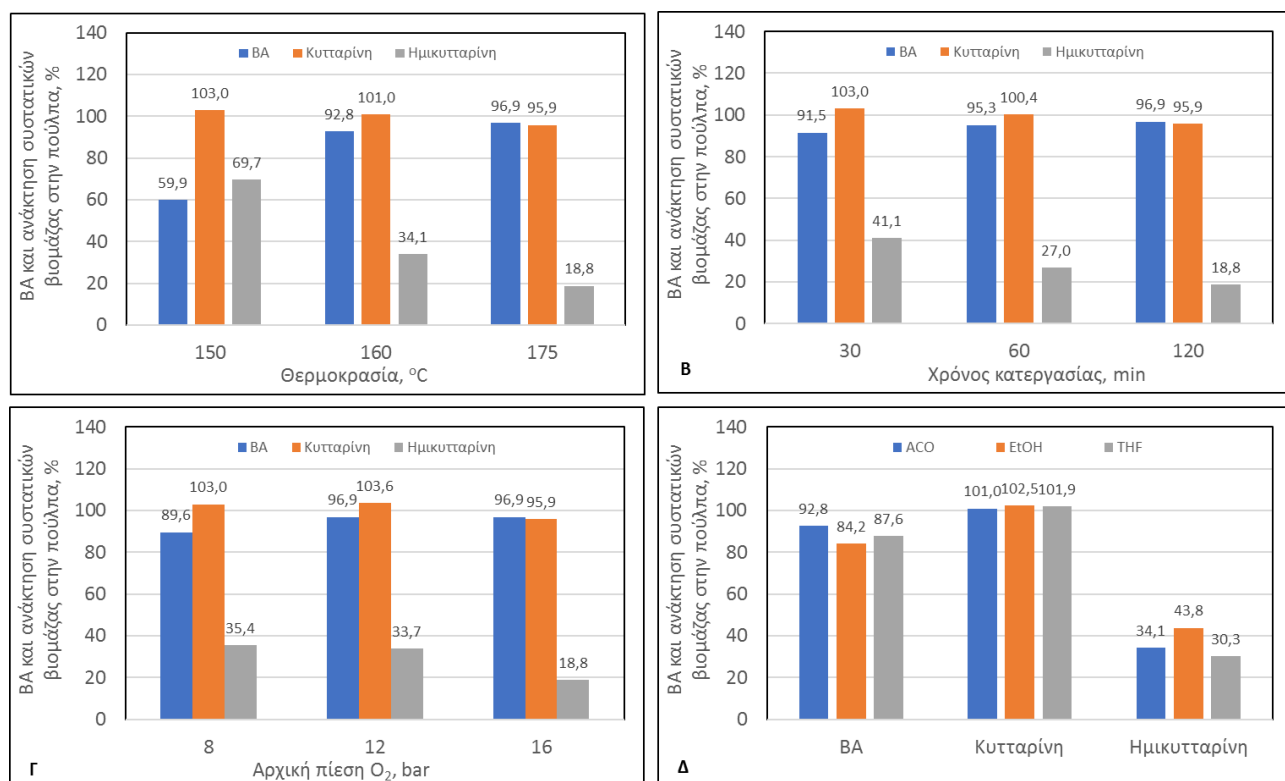 ΒΑ και ανάκτηση συστατικών
βιομάζας στην πούλπα, %
140
120
100
80
60
40
20
0
ΒΑ Κυτταρίνη Ημικυτταρίνη
59,9 103,0 69,7
92,8 101,0 34,1
96,9 95,9 18,8
150 160 175
Θερμοκρασία, °C
ΒΑ και ανάκτηση συστατικών
βιομάζας στην πούλπα, %
140
120
100
80
60
40
20
0
ΒΑ Κυτταρίνη Ημικυτταρίνη
91,5 103,0 41,1
95,3 100,4 27,0
96,9 95,9 18,8
30 60 120
Β Χρόνος κατεργασίας, min
ΒΑ και ανάκτηση συστατικών
βιομάζας στην πούλπα, %
140
120
100
80
60
40
20
0
ΒΑ Κυτταρίνη Ημικυτταρίνη
89,6 103,0 35,4
96,9 103,6 33,7
96,9 95,9 18,8
8 12 16
Γ Αρχική πίεση O₂, bar
ΒΑ και ανάκτηση συστατικών
βιομάζας στην πούλπα, %
140
120
100
80
60
40
20
0
ACO EtOH THF
92,8 84,2 87,6
101,0 102,5 101,9
34,1 43,8 30,3
ΒΑ Κυτταρίνη Ημικυτταρίνη
Δ